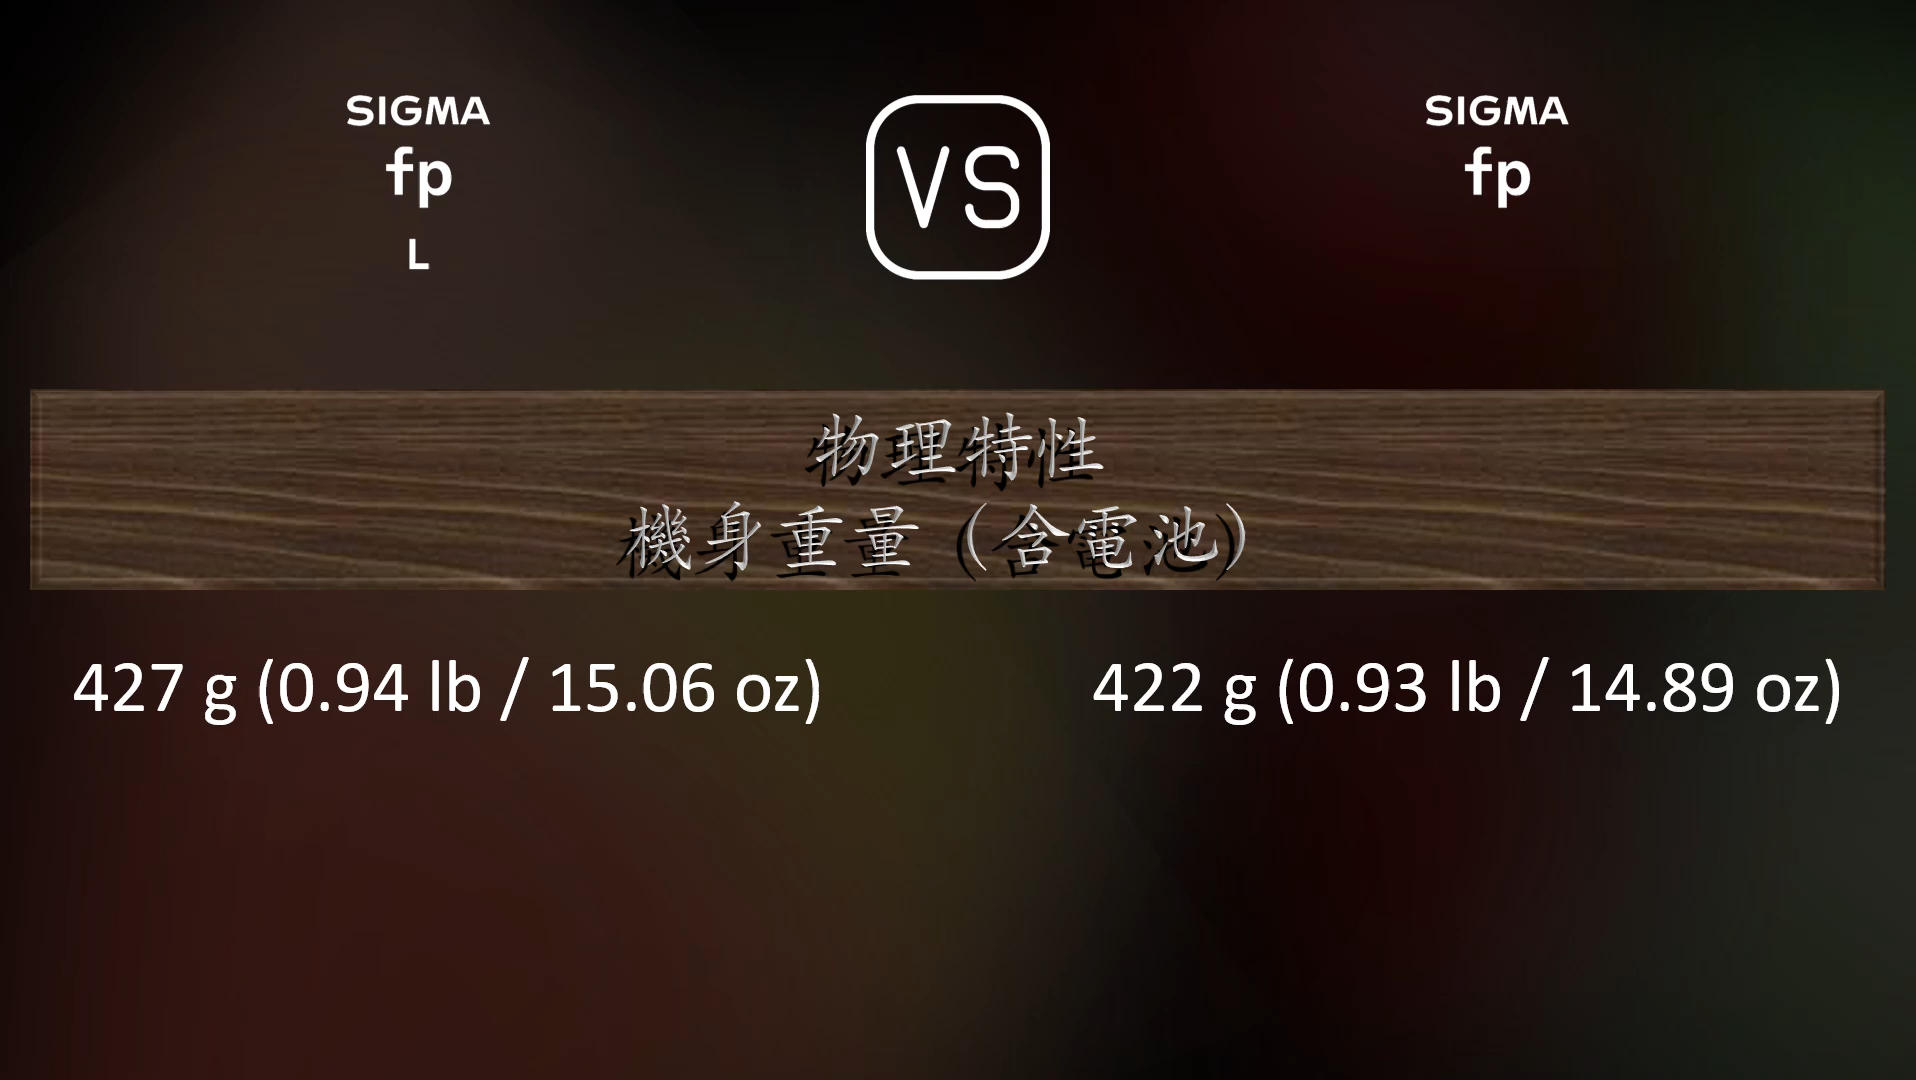 SIGMA
fp
L
VS
SIGMA
fp
物理特性
機身重量（含電池）
427 g (0.94 lb / 15.06 oz)
422 g (0.93 lb / 14.89 oz)